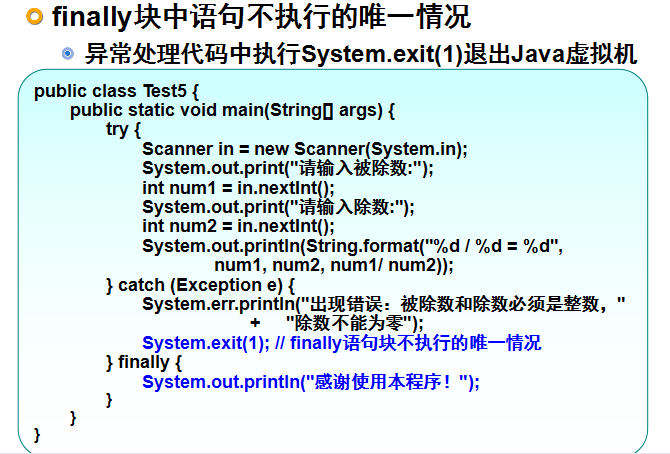 finally块中语句不执行的唯一情况
异常处理代码中执行System.exit(1)退出Java虚拟机
public class Test5 {
public static void main(String[] args) {
try {
Scanner in = new Scanner(System.in);
System.out.print("请输入被除数:");
int num1 = in.nextInt();
System.out.print("请输入除数:");
int num2 = in.nextInt();
System.out.println(String.format("%d / %d = %d",
num1, num2, num1/ num2));
} catch (Exception e) {
System.err.println("出现错误：被除数和除数必须是整数，"
+ "除数不能为零");
System.exit(1); // finally语句块不执行的唯一情况
} finally {
System.out.println("感谢使用本程序！");
}
}
}